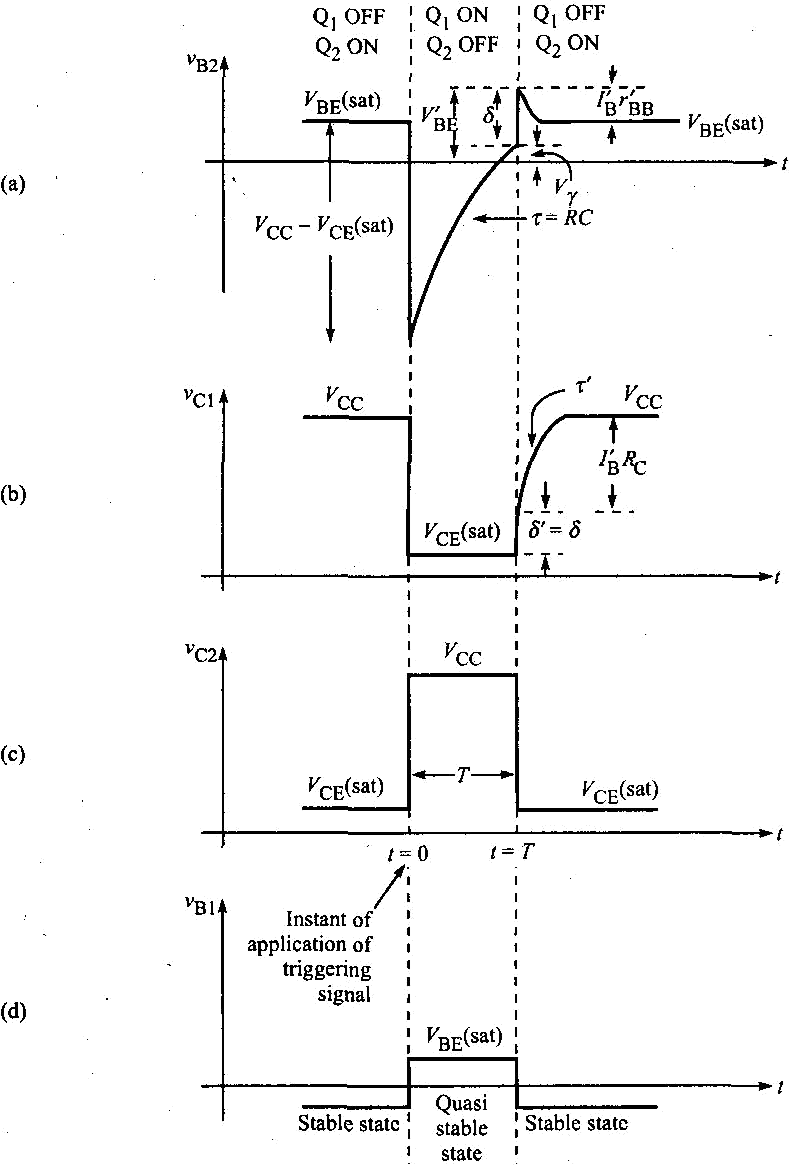 Q1 OFF
Q2 ON
Q1 ON
Q2 OFF
Q1 OFF
Q2 ON
(a)
vB2
VBE(sat)
V′BE
δ
I′B r′BB
VBE(sat)
t
Vγ
VCC – VCE(sat)
τ = RC
(b)
vC1
VCC
τ′
VCC
I′B RC
VCE(sat)
δ′ = δ
t
(c)
vC2
VCC
T
VCE(sat)
VCE(sat)
t
t = 0
t = T
Instant of
application of
triggering
signal
(d)
vB1
VBE(sat)
t
Stable state
Quasi
stable
state
Stable state